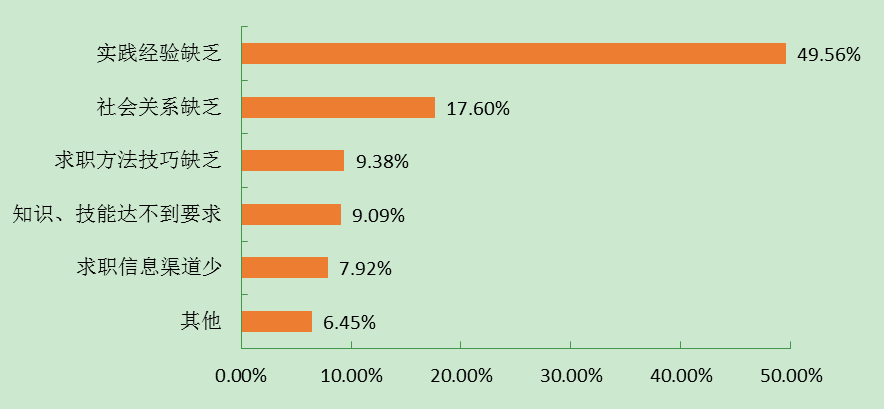 实践经验缺乏
49.56%
社会关系缺乏
17.60%
求职方法技巧缺乏
9.38%
知识、技能达不到要求
9.09%
求职信息渠道少
7.92%
其他
6.45%
0.00% 10.00% 20.00% 30.00% 40.00% 50.00%